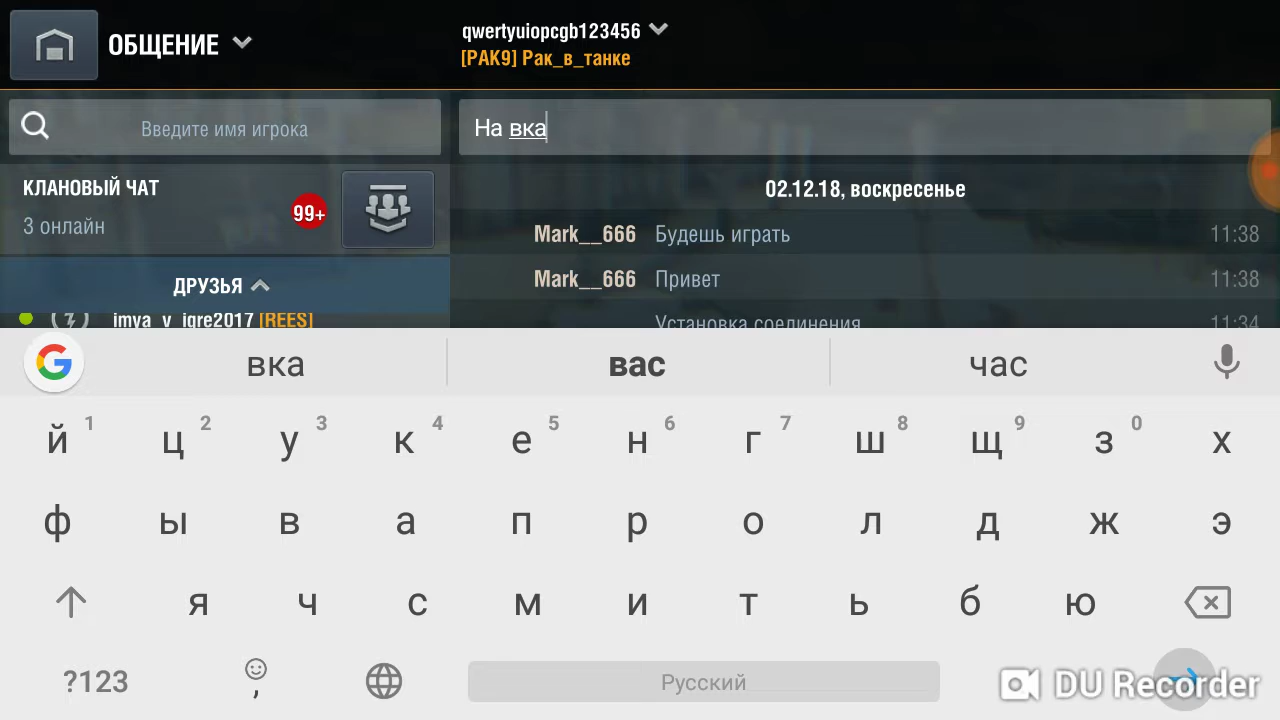 ОБЩЕНИЕ
qwertyuiopcgb123456
[РАК9] Рак_в_танке
Введите имя игрока
На вка
КЛАНОВЫЙ ЧАТ
3 онлайн
99+
02.12.18, воскресенье
Mark__666 Будешь играть 11:38
Mark__666 Привет 11:38
Установка соединения 11:34
ДРУЗЬЯ
imya_v_igre2017 [REES]
вка вас час
й 1 ц 2 у 3 к 4 е 5 н 6 г 7 ш 8 щ 9 з 0 х
ф ы в а п р о л д ж э
я ч с м и т ь б ю
?123 , Русский
DU Recorder